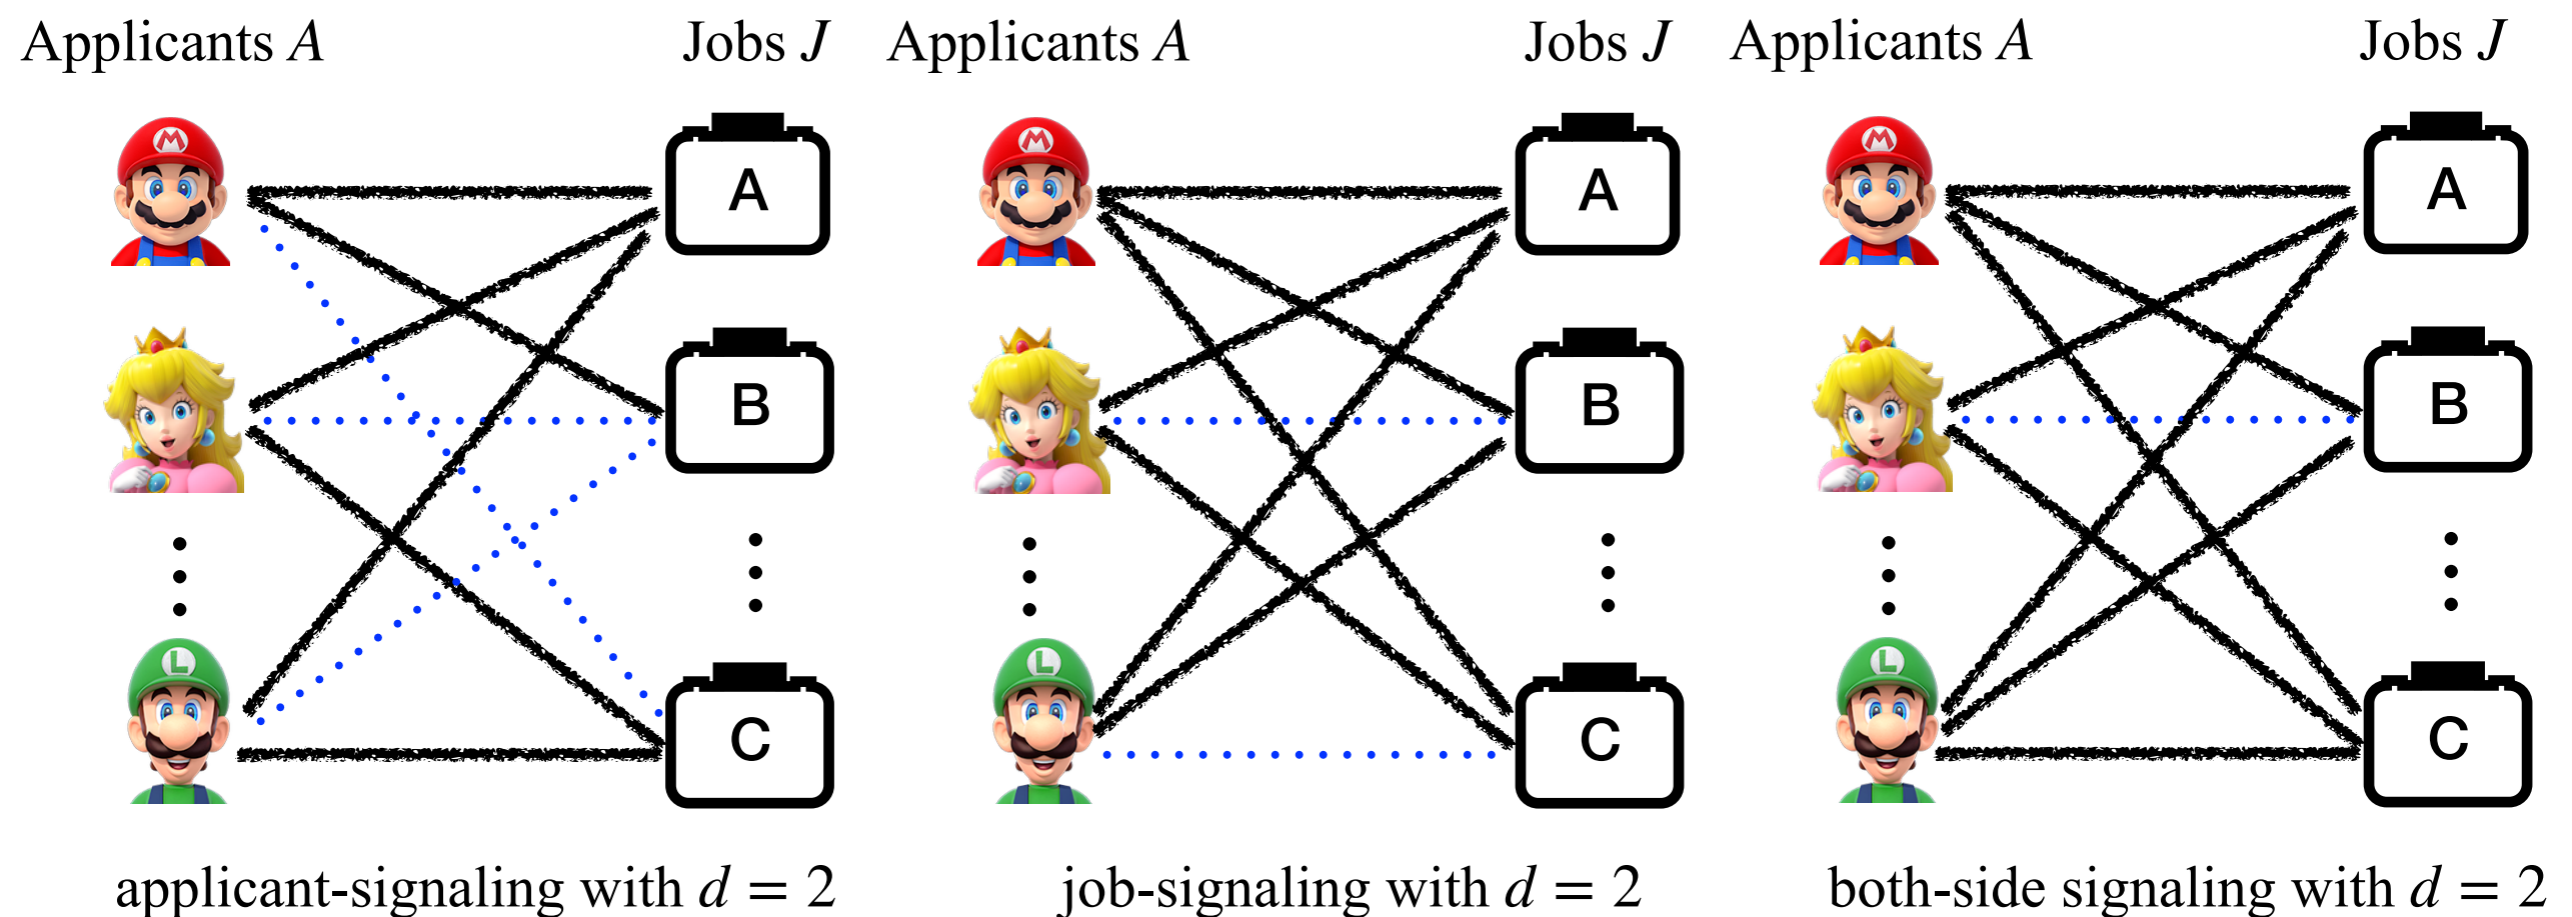 Applicants A Jobs J Applicants A Jobs J Applicants A Jobs J
M M M
A A A
B B B
L L L
C C C
applicant-signaling with d = 2 job-signaling with d = 2 both-side signaling with d = 2